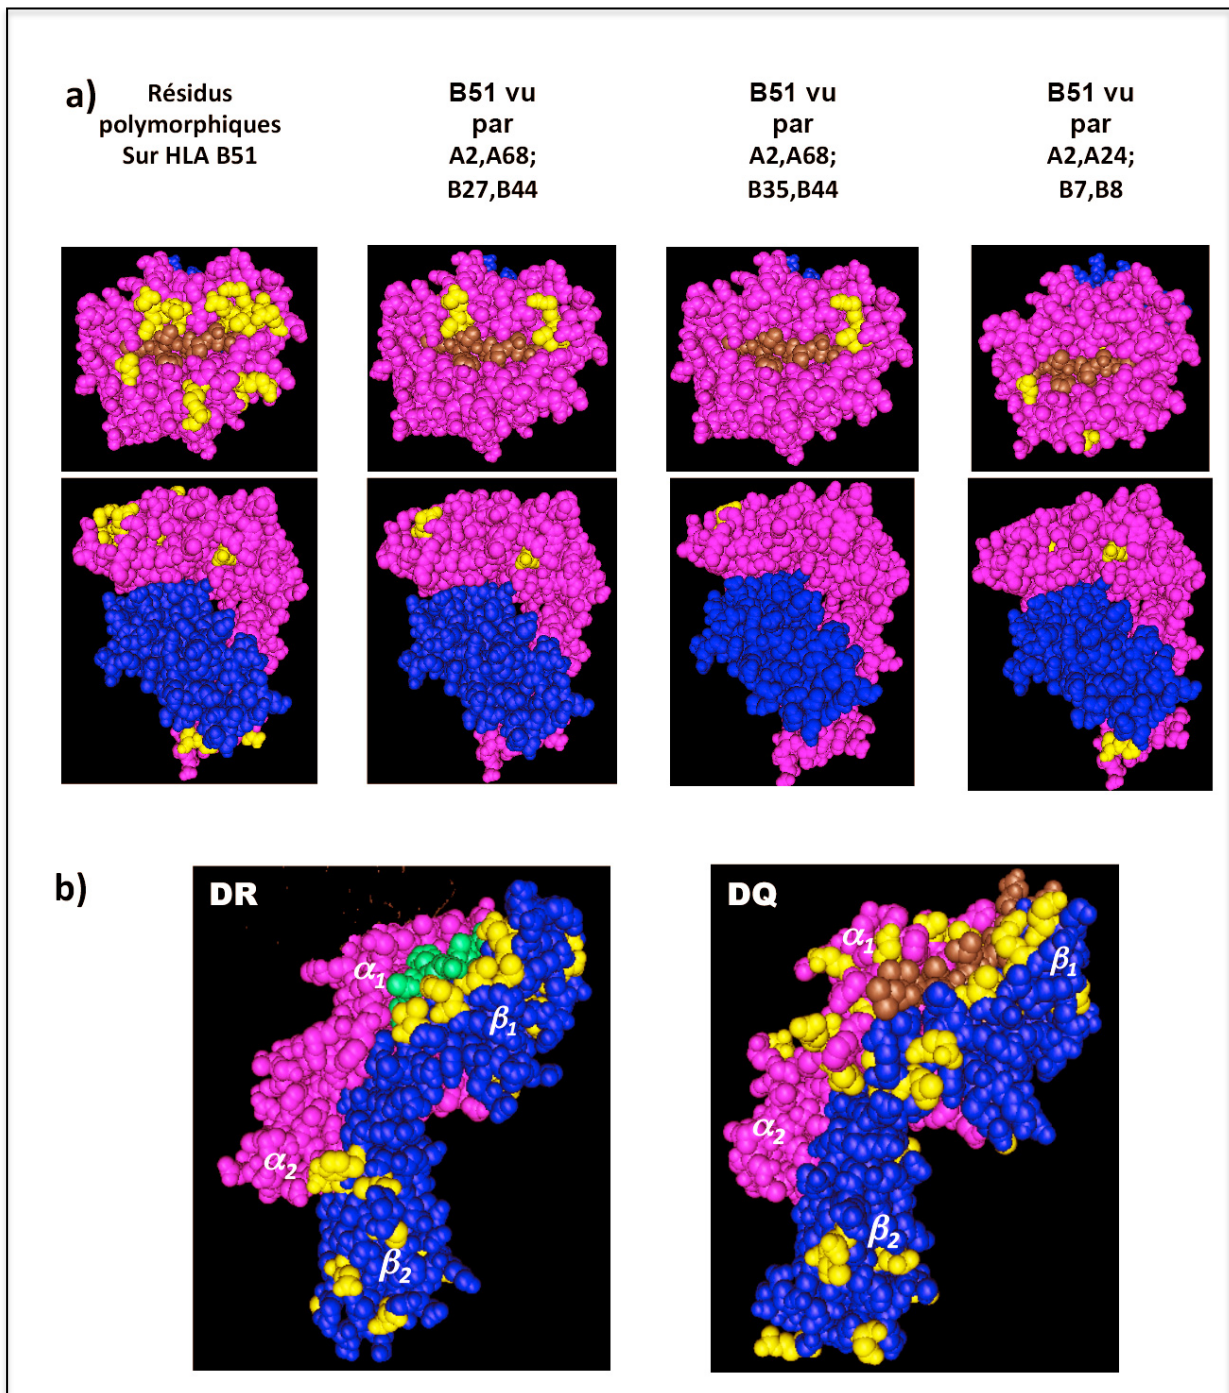 a)
Résidus
polymorphiques
Sur HLA B51
B51 vu
par
A2,A68;
B27,B44
B51 vu
par
A2,A68;
B35,B44
B51 vu
par
A2,A24;
B7,B8
b)
DR
α1
β1
α2
β2
DQ
α1
β1
α2
β2